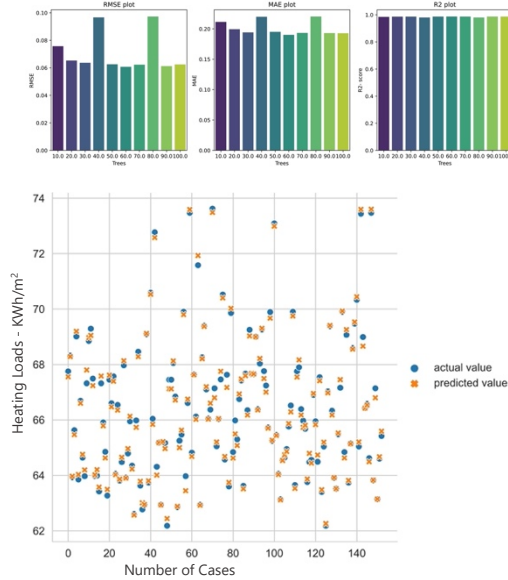 RMSE plot
MAE plot
R2 plot
0.10
0.08
0.06
0.04
0.02
0.00
RMSE
10.0 20.0 30.0 40.0 50.0 60.0 70.0 80.0 90.0100.0
Trees
0.20
0.15
0.10
0.05
0.00
MAE
10.0 20.0 30.0 40.0 50.0 60.0 70.0 80.0 90.0100.0
Trees
1.0
0.8
0.6
0.4
0.2
0.0
R2- score
10.0 20.0 30.0 40.0 50.0 60.0 70.0 80.0 90.0100.0
Trees
74
72
70
68
66
64
62
Heating Loads - KWh/m²
0 20 40 60 80 100 120 140
Number of Cases
actual value
predicted value